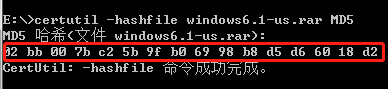 E:\>certutil -hashfile windows6.1-us.rar MD5
MD5 哈希(文件 windows6.1-us.rar):
02 bb 00 7b c2 5b 9f b0 69 98 b8 d5 d6 60 18 d2
CertUtil: -hashfile 命令成功完成。